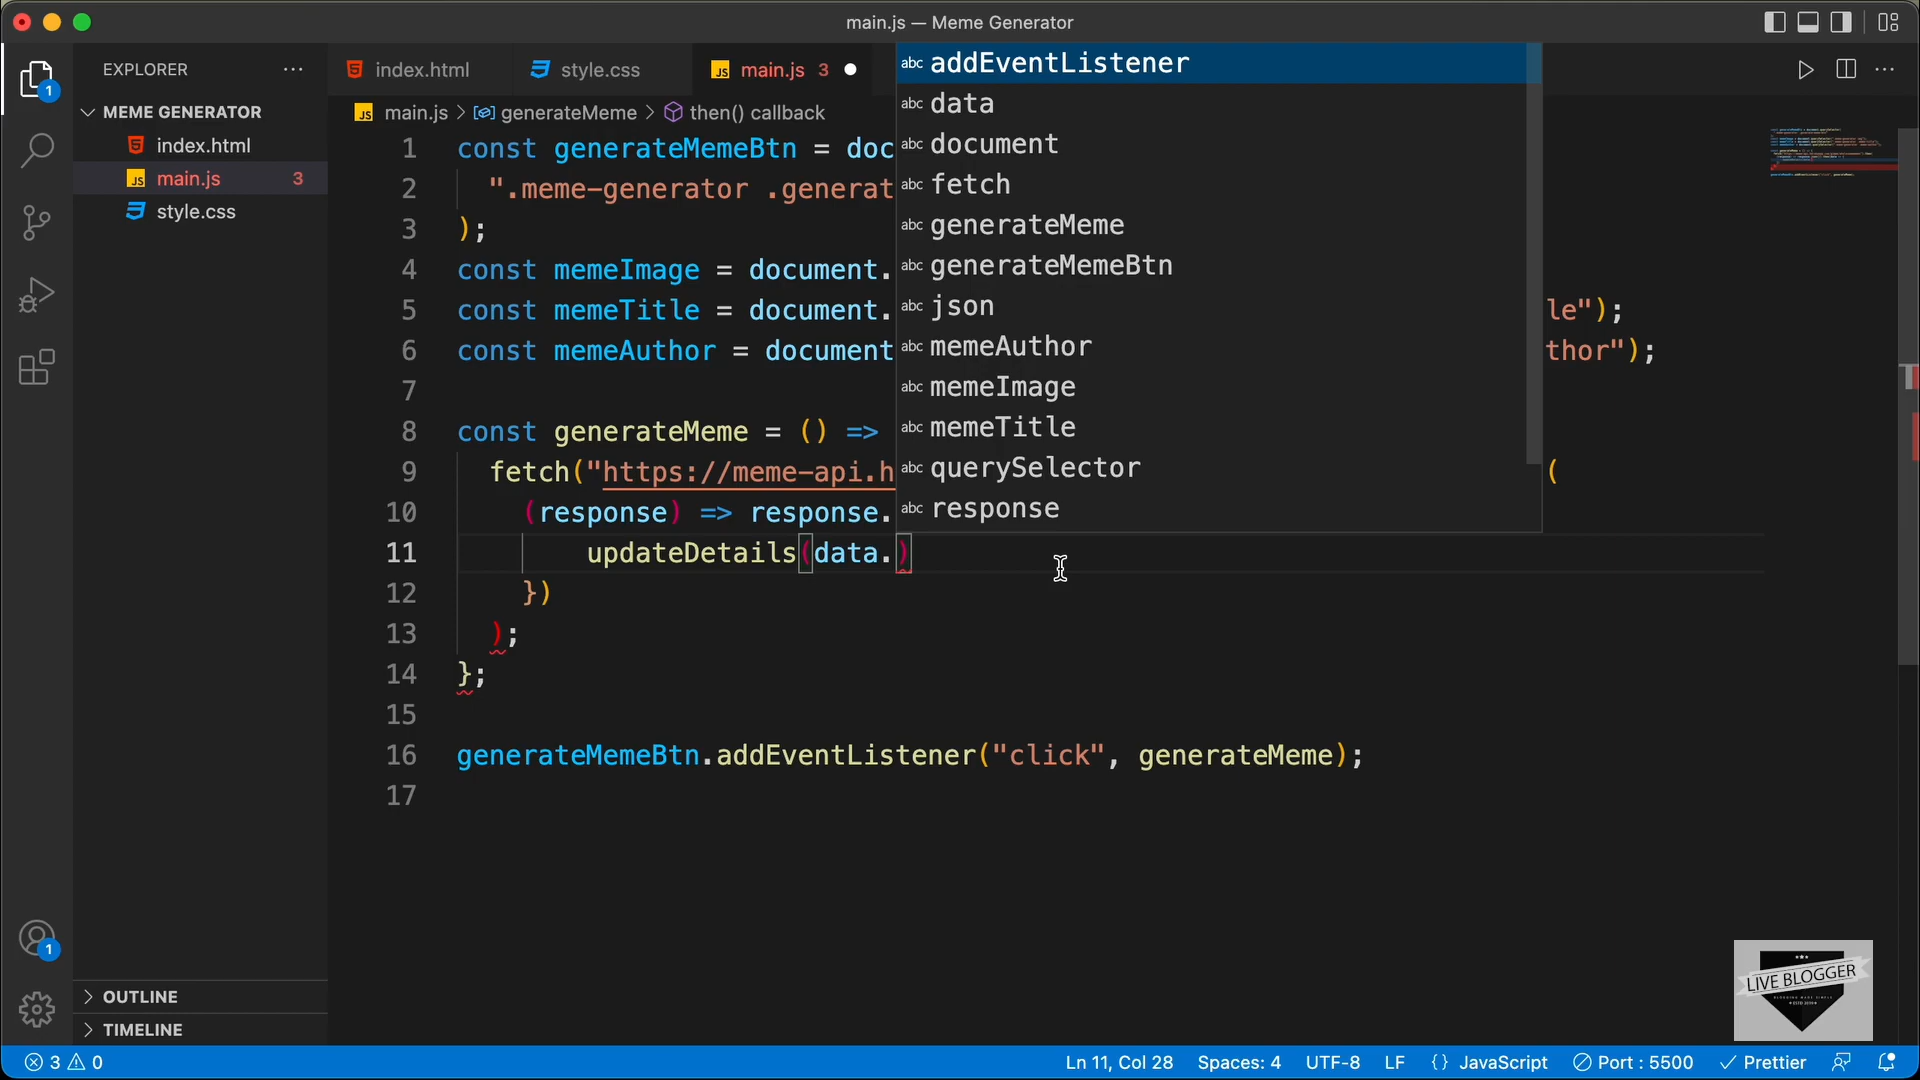 main.js — Meme Generator
EXPLORER
index.html
style.css
main.js 3
MEME GENERATOR
index.html
main.js 3
style.css
main.js > generateMeme > then() callback
1 const generateMemeBtn = doc
2 ".meme-generator .generat
3 );
4 const memeImage = document.
5 const memeTitle = document. le");
6 const memeAuthor = document thor");
7
8 const generateMeme = () =>
9 fetch("https://meme-api.h (
10 (response) => response.
11 updateDetails(data.)
12 })
13 );
14 };
15
16 generateMemeBtn.addEventListener("click", generateMeme);
17
abc addEventListener
abc data
abc document
abc fetch
abc generateMeme
abc generateMemeBtn
abc json
abc memeAuthor
abc memeImage
abc memeTitle
abc querySelector
abc response
1
1
OUTLINE
TIMELINE
LIVE BLOGGER
3 0
Ln 11, Col 28 Spaces: 4 UTF-8 LF {} JavaScript Port : 5500 Prettier